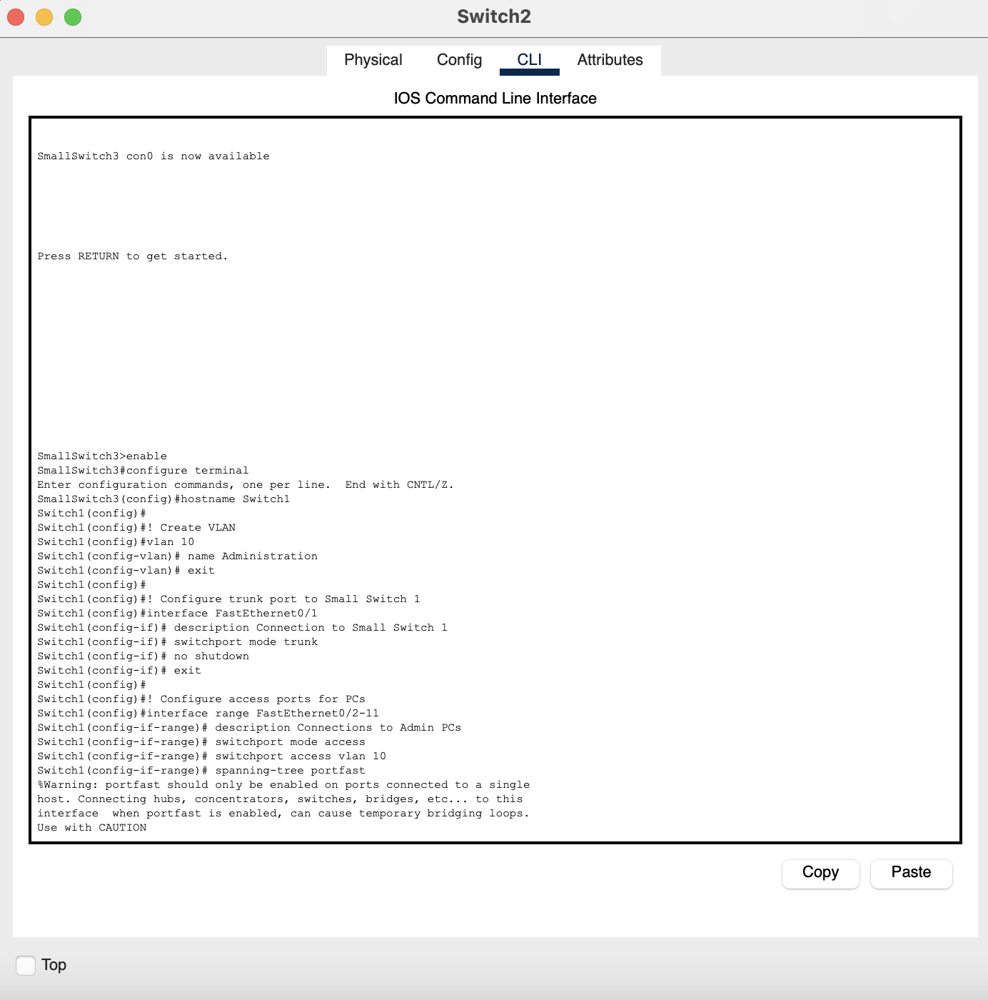 Switch2
Physical Config CLI Attributes
IOS Command Line Interface
SmallSwitch3 con0 is now available
Press RETURN to get started.
SmallSwitch3>enable
SmallSwitch3#configure terminal
Enter configuration commands, one per line.  End with CNTL/Z.
SmallSwitch3(config)#hostname Switch1
Switch1(config)#
Switch1(config)#! Create VLAN
Switch1(config)#vlan 10
Switch1(config-vlan)# name Administration
Switch1(config-vlan)# exit
Switch1(config)#
Switch1(config)#! Configure trunk port to Small Switch 1
Switch1(config)#interface FastEthernet0/1
Switch1(config-if)# description Connection to Small Switch 1
Switch1(config-if)# switchport mode trunk
Switch1(config-if)# no shutdown
Switch1(config-if)# exit
Switch1(config)#
Switch1(config)#! Configure access ports for PCs
Switch1(config)#interface range FastEthernet0/2-11
Switch1(config-if-range)# description Connections to Admin PCs
Switch1(config-if-range)# switchport mode access
Switch1(config-if-range)# switchport access vlan 10
Switch1(config-if-range)# spanning-tree portfast
%Warning: portfast should only be enabled on ports connected to a single
host. Connecting hubs, concentrators, switches, bridges, etc... to this
interface  when portfast is enabled, can cause temporary bridging loops.
Use with CAUTION
Copy Paste
Top